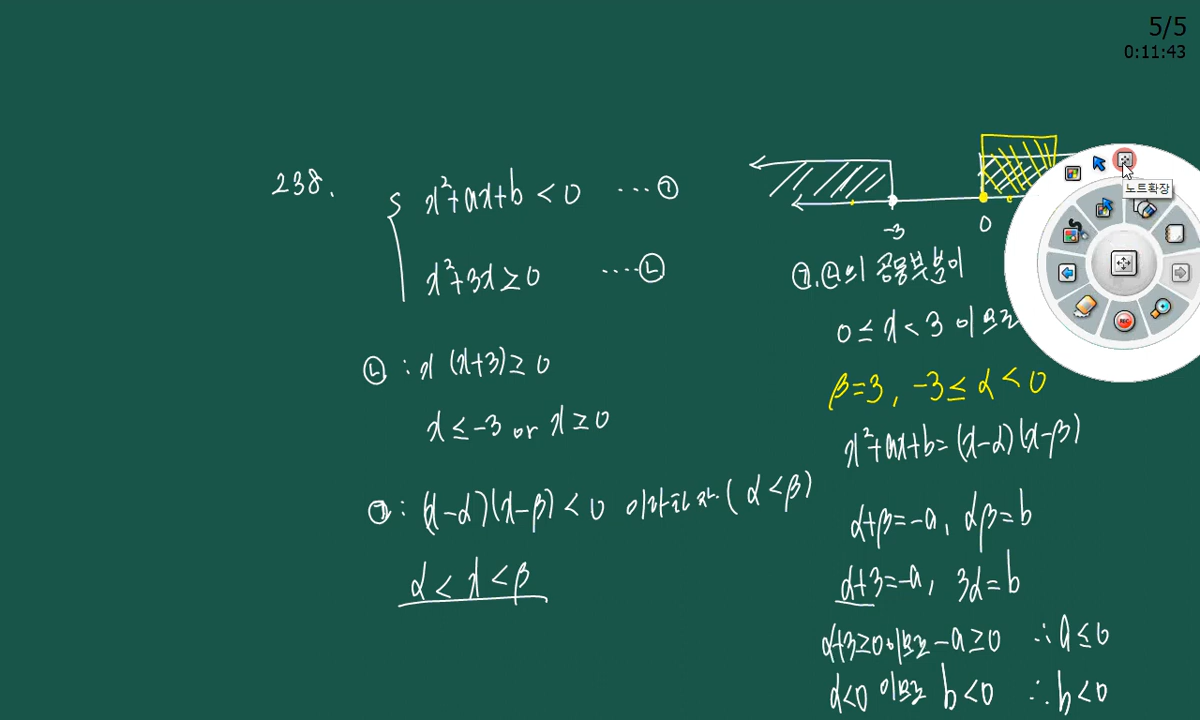 5/5
0:11:43
238.
x²+ax+b < 0 ····㉠
x²+3x ≥ 0 ····㉡
㉡ : x (x+3) ≥ 0
x ≤ -3 or x ≥ 0
㉠ : (x-α)(x-β) < 0 이라 하자. (α < β)
α < x < β
-3 0
노트확장
㉠,㉡의 공통부분이
0 ≤ x < 3 이므로
β=3, -3 ≤ α < 0
x²+ax+b=(x-α)(x-β)
α+β=-a, αβ=b
α+3=-a, 3α=b
α+3≥0이므로 -a≥0 ∴a≤0
α<0 이므로 b<0 ∴b<0
REC